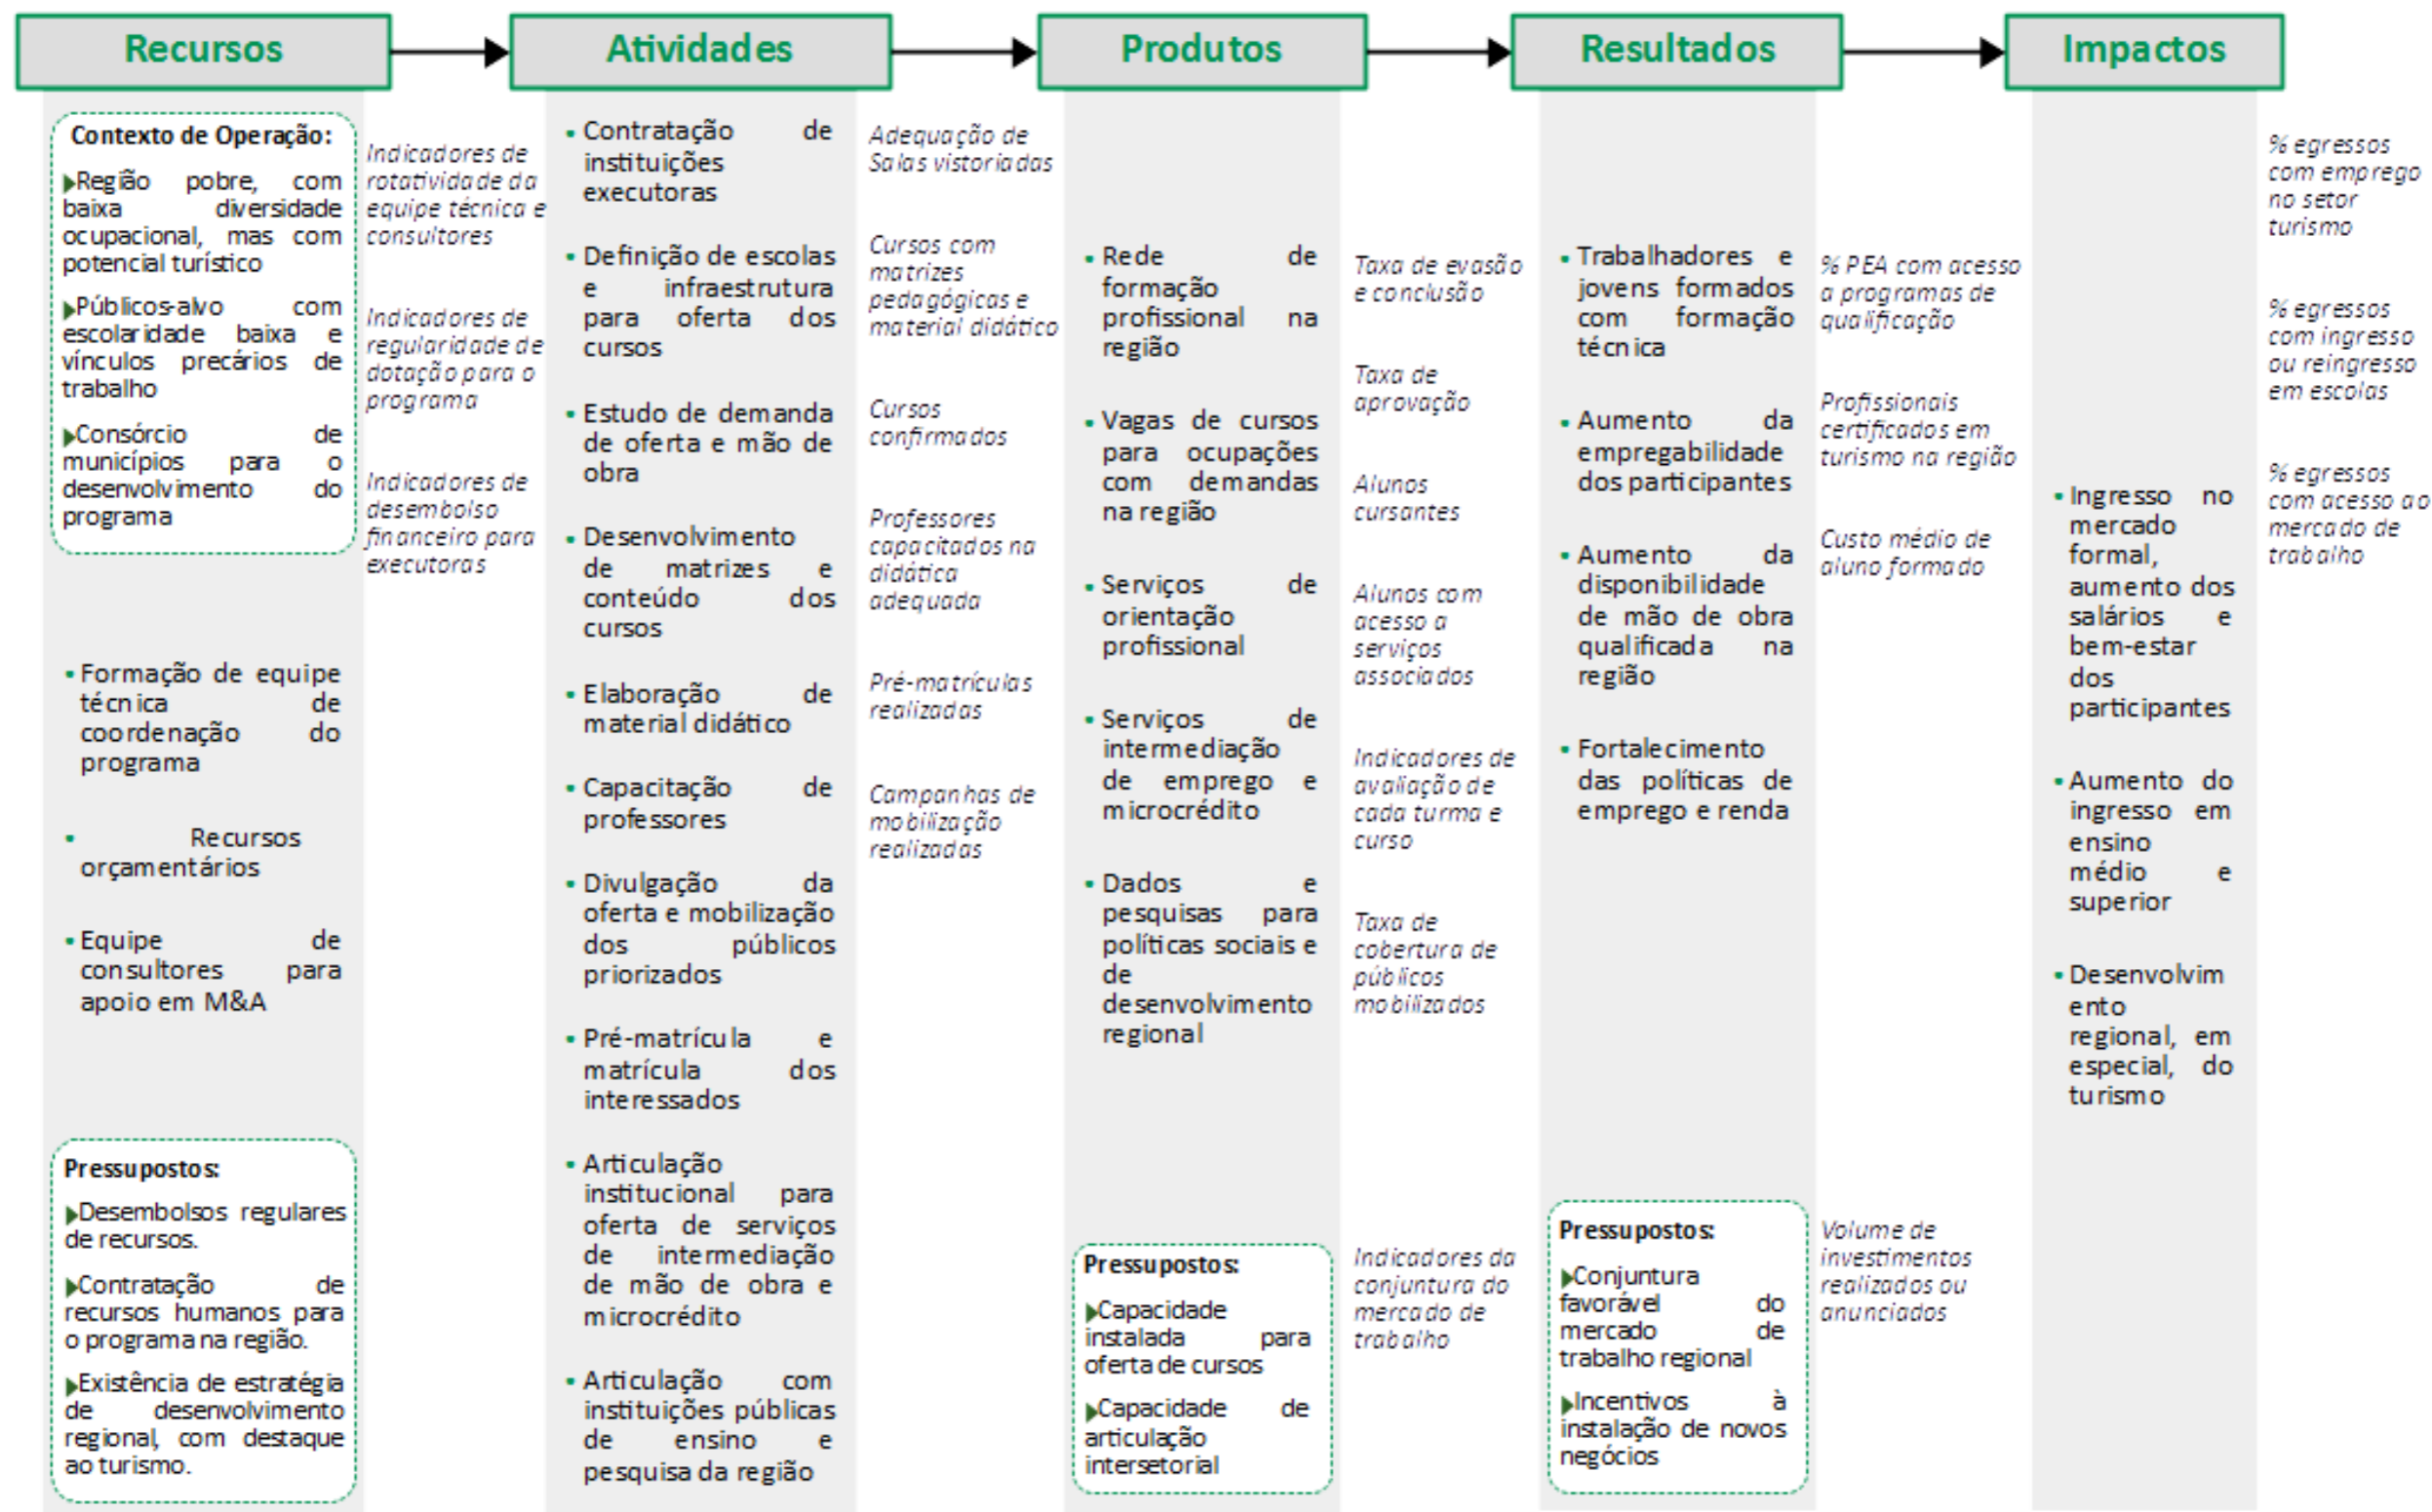 Recursos
Atividades
Produtos
Resultados
Impactos
Contexto de Operação:
Região pobre, com
baixa diversidade
ocupacional, mas com
potencial turístico
Públicos-alvo com
escolaridade baixa e
vínculos precários de
trabalho
Consórcio de
municípios para o
desenvolvimento do
programa
• Formação de equipe
técnica de
coordenação do
programa
• Recursos
orçamentários
• Equipe de
consultores para
apoio em M&A
Pressupostos:
Desembolsos regulares
de recursos.
Contratação de
recursos humanos para
o programa na região.
Existência de estratégia
de desenvolvimento
regional, com destaque
ao turismo.
Indicadores de
rotatividade da
equipe técnica e
consultores
Indicadores de
regularidade de
dotação para o
programa
Indicadores de
desembolso
financeiro para
executoras
• Contratação de
instituições
executoras
• Definição de escolas
e infraestrutura
para oferta dos
cursos
• Estudo de demanda
de oferta e mão de
obra
• Desenvolvimento
de matrizes e
conteúdo dos
cursos
• Elaboração de
material didático
• Capacitação de
professores
• Divulgação da
oferta e mobilização
dos públicos
priorizados
• Pré-matrícula e
matrícula dos
interessados
• Articulação
institucional para
oferta de serviços
de intermediação
de mão de obra e
microcrédito
• Articulação com
instituições públicas
de ensino e
pesquisa da região
Adequação de
Salas vistoriadas
Cursos com
matrizes
pedagógicas e
material didático
Cursos
confirmados
Professores
capacitados na
didática
adequada
Pré-matrículas
realizadas
Campanhas de
mobilização
realizadas
• Rede de
formação
profissional na
região
• Vagas de cursos
para ocupações
com demandas
na região
• Serviços de
orientação
profissional
• Serviços de
intermediação
de emprego e
microcrédito
• Dados e
pesquisas para
políticas sociais e
de
desenvolvimento
regional
Pressupostos:
Capacidade
instalada para
oferta de cursos
Capacidade de
articulação
intersetorial
Taxa de evasão
e conclusão
Taxa de
aprovação
Alunos
cursantes
Alunos com
acesso a
serviços
associados
Indicadores de
avaliação de
cada turma e
curso
Taxa de
cobertura de
públicos
mobilizados
Indicadores da
conjuntura do
mercado de
trabalho
• Trabalhadores e
jovens formados
com formação
técnica
• Aumento da
empregabilidade
dos participantes
• Aumento da
disponibilidade
de mão de obra
qualificada na
região
• Fortalecimento
das políticas de
emprego e renda
Pressupostos:
Conjuntura
favorável do
mercado de
trabalho regional
Incentivos à
instalação de novos
negócios
% PEA com acesso
a programas de
qualificação
Profissionais
certificados em
turismo na região
Custo médio de
aluno formado
Volume de
investimentos
realizados ou
anunciados
• Ingresso no
mercado
formal,
aumento dos
salários e
bem-estar
dos
participantes
• Aumento do
ingresso em
ensino
médio e
superior
• Desenvolvim
ento
regional, em
especial, do
turismo
% egressos
com emprego
no setor
turismo
% egressos
com ingresso
ou reingresso
em escolas
% egressos
com acesso ao
mercado de
trabalho